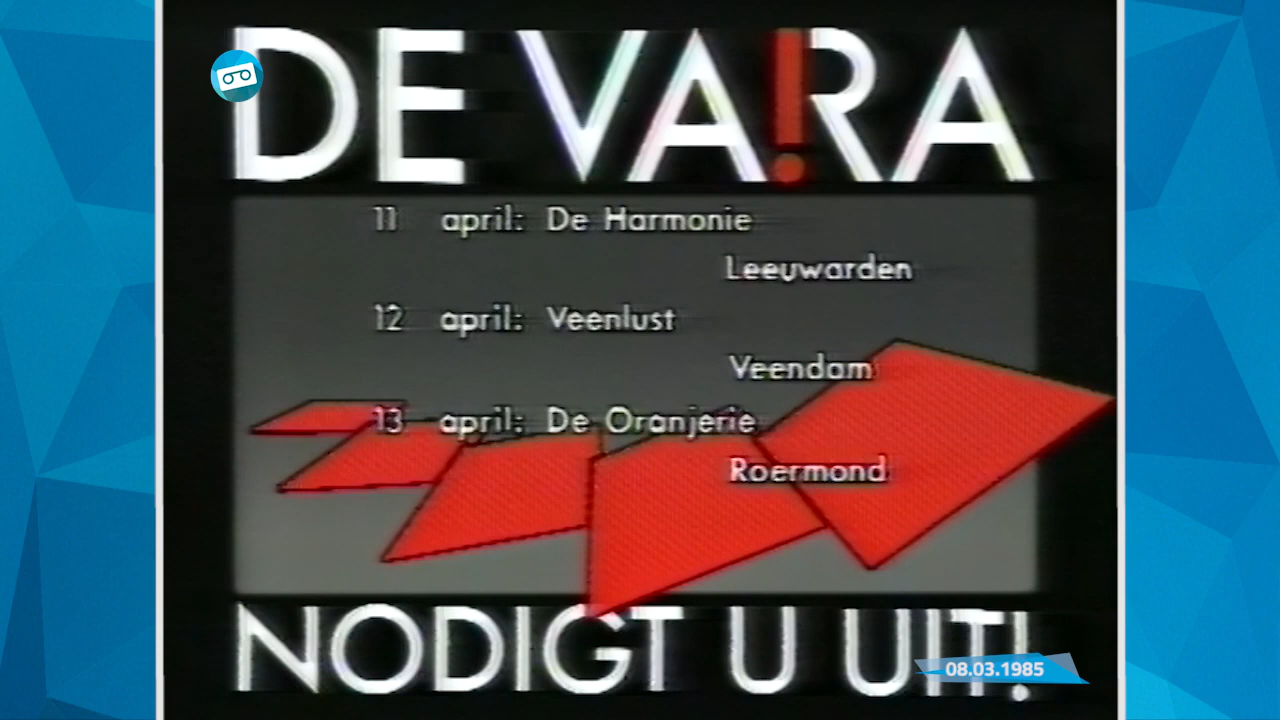 DE VA!RA
11 april: De Harmonie
Leeuwarden
12 april: Veenlust
Veendam
13 april: De Oranjerie
Roermond
NODIGT U UIT!
08.03.1985